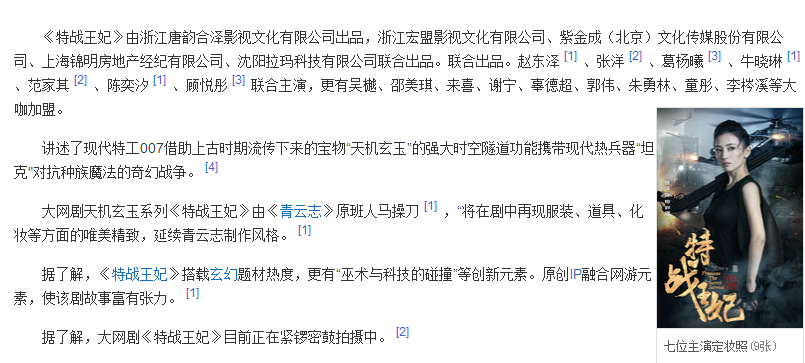 《特战王妃》由浙江唐韵合泽影视文化有限公司出品，浙江宏盟影视文化有限公司、紫金成（北京）文化传媒股份有限公
司、上海锦明房地产经纪有限公司、沈阳拉玛科技有限公司联合出品。联合出品。赵东泽 [1] 、张洋 [2] 、葛杨曦 [3] 、牛晓琳 [1]
、范家其 [2] 、陈奕汐 [1] 、顾悦彤 [3] 联合主演，更有吴樾、邵美琪、来喜、谢宁、辜德超、郭伟、朱勇林、童彤、李梣溪等大
咖加盟。
讲述了现代特工007借助上古时期流传下来的宝物“天机玄玉”的强大时空隧道功能携带现代热兵器“坦
克”对抗种族魔法的奇幻战争。 [4]
大网剧天机玄玉系列《特战王妃》由《青云志》原班人马操刀 [1] ，“将在剧中再现服装、道具、化
妆等方面的唯美精致，延续青云志制作风格。 [1]
据了解，《特战王妃》搭载玄幻题材热度，更有“巫术与科技的碰撞”等创新元素。原创IP融合网游元
素，使该剧故事富有张力。 [1]
据了解，大网剧《特战王妃》目前正在紧锣密鼓拍摄中。 [2]
特战王妃
七位主演定妆照 (9张)